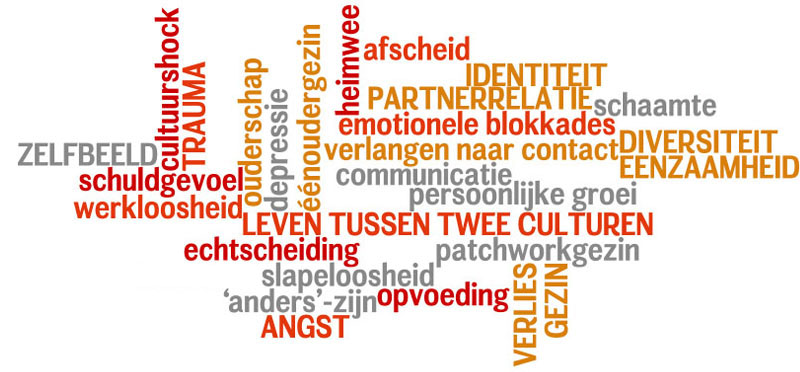 cultuurshock
TRAUMA
ouderschap
depressie
éénoudergezin
heimwee
afscheid
IDENTITEIT
PARTNERRELATIE
schaamte
emotionele blokkades
ZELFBEELD
verlangen naar contact
DIVERSITEIT
EENZAAMHEID
schuldgevoel
communicatie
persoonlijke groei
werkloosheid
LEVEN TUSSEN TWEE CULTUREN
echtscheiding
patchworkgezin
slapeloosheid
‘anders’-zijn
opvoeding
VERLIES
GEZIN
ANGST